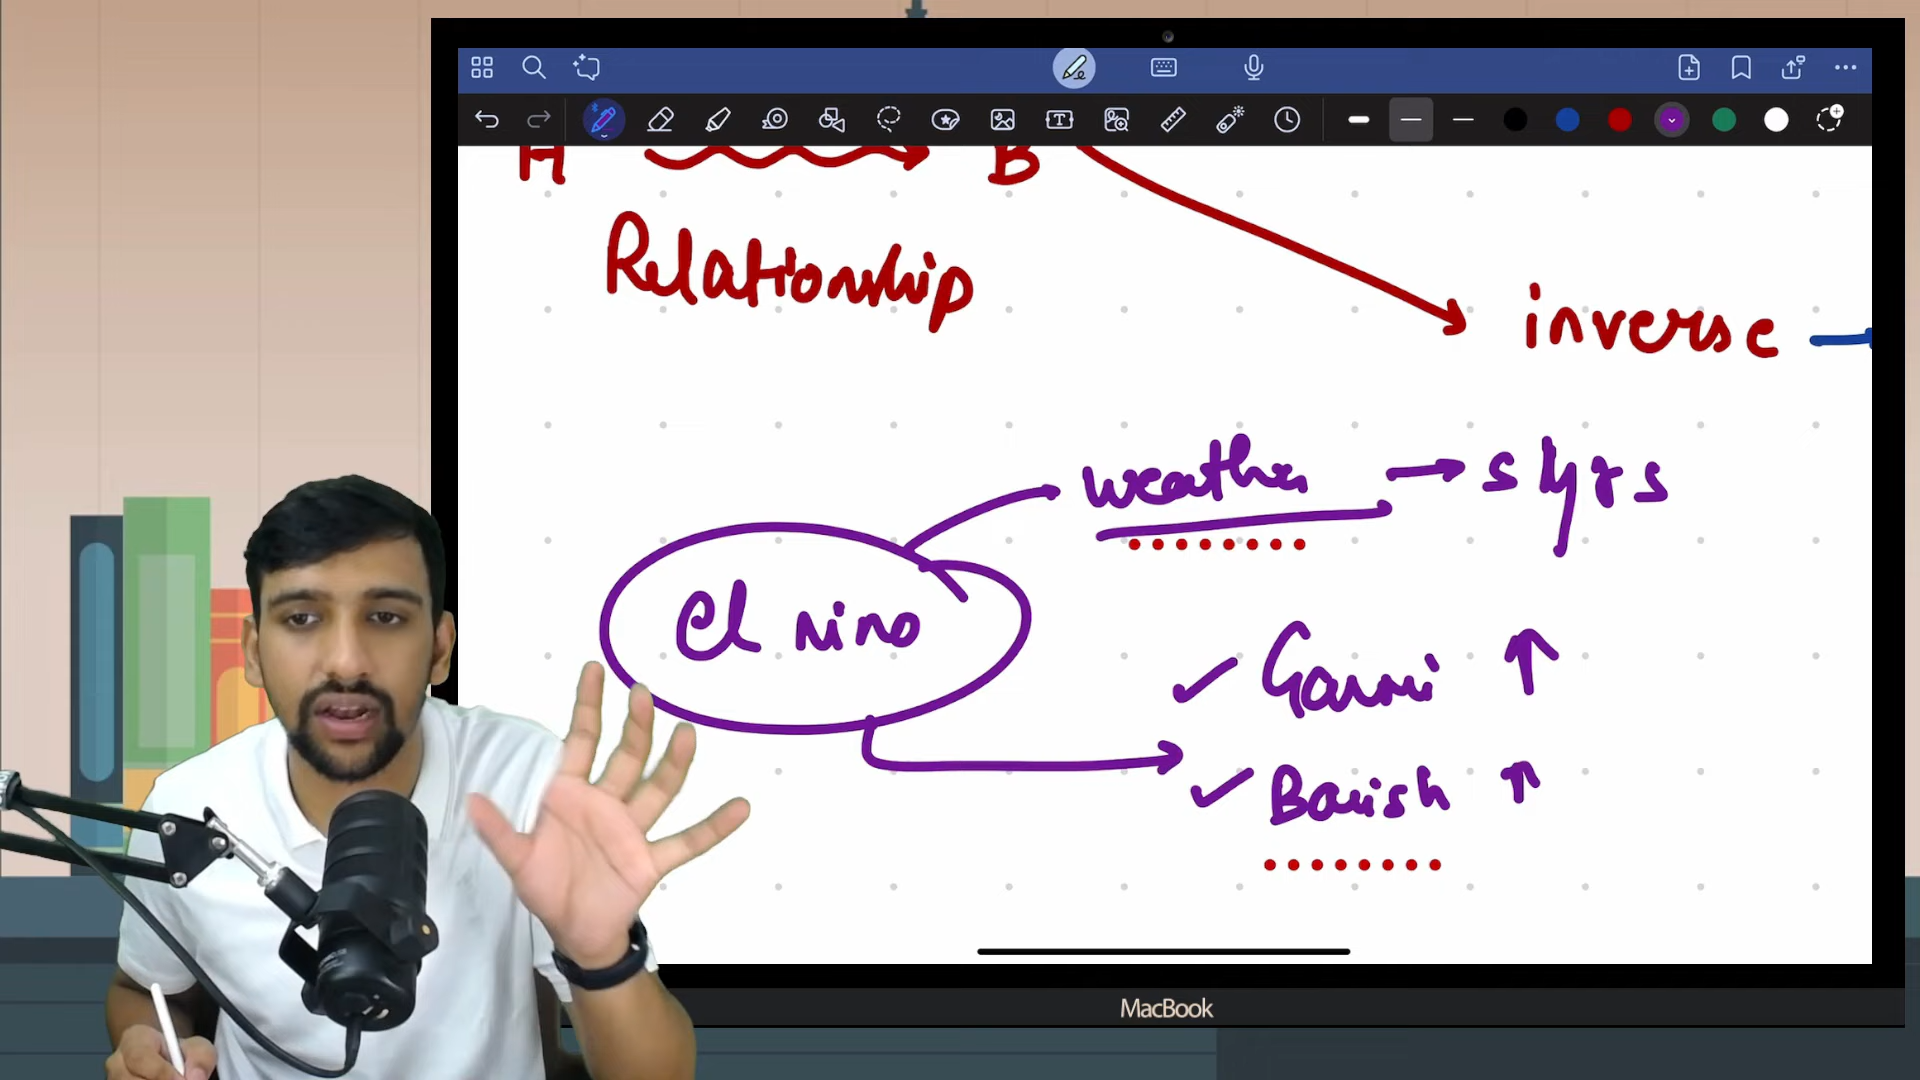 A B
Relationship
inverse
weather → 5 yrs
El nino
✓ Garmi ↑
✓ Barish ↑
MacBook